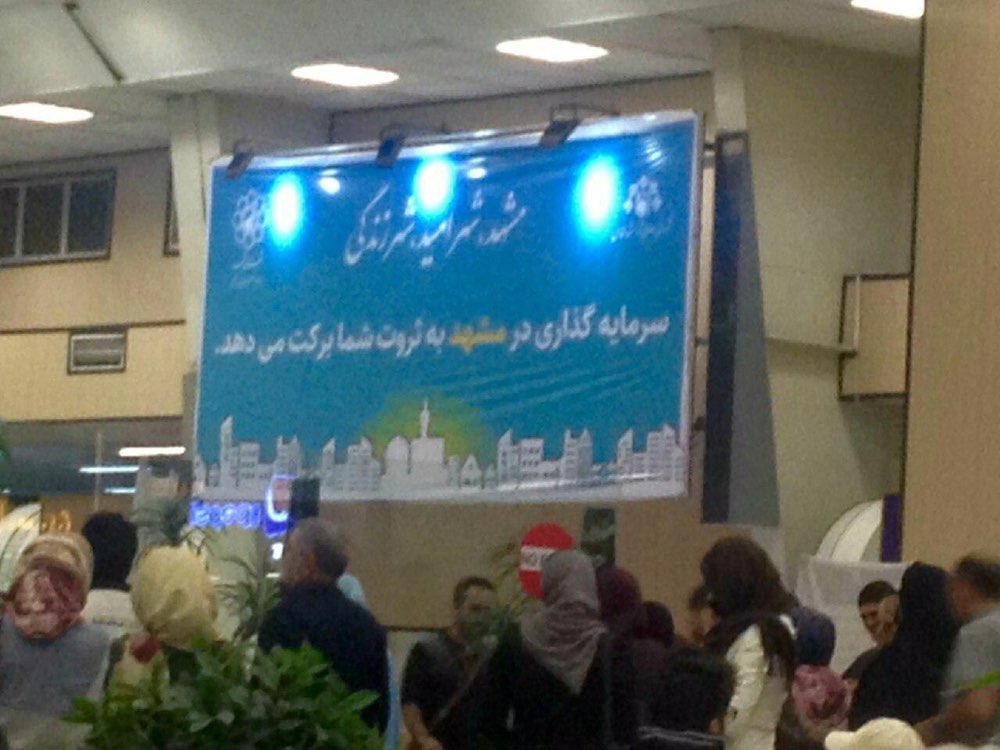 مشهد، شهر امید، شهر زندگی
سرمایه گذاری در مشهد به ثروت شما برکت می دهد.